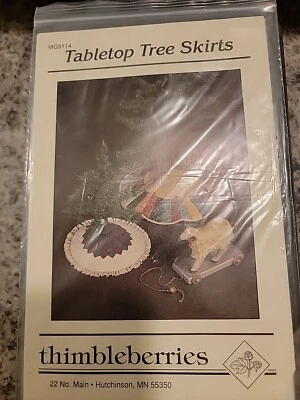 MG9114
Tabletop Tree Skirts
thimbleberries
22 No. Main • Hutchinson, MN 55350